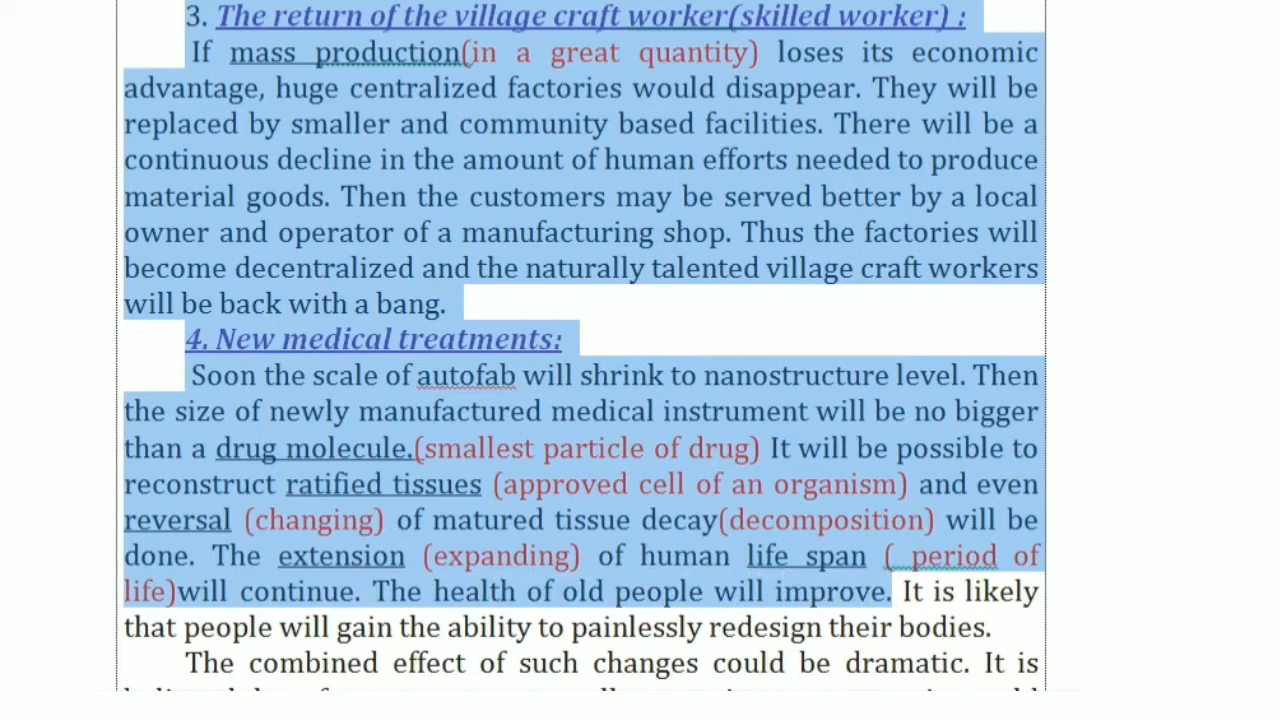 3. The return of the village craft worker(skilled worker) :
If mass production(in a great quantity) loses its economic
advantage, huge centralized factories would disappear. They will be
replaced by smaller and community based facilities. There will be a
continuous decline in the amount of human efforts needed to produce
material goods. Then the customers may be served better by a local
owner and operator of a manufacturing shop. Thus the factories will
become decentralized and the naturally talented village craft workers
will be back with a bang.
4. New medical treatments:
Soon the scale of autofab will shrink to nanostructure level. Then
the size of newly manufactured medical instrument will be no bigger
than a drug molecule.(smallest particle of drug) It will be possible to
reconstruct ratified tissues (approved cell of an organism) and even
reversal (changing) of matured tissue decay(decomposition) will be
done. The extension (expanding) of human life span ( period of
life)will continue. The health of old people will improve. It is likely
that people will gain the ability to painlessly redesign their bodies.
The combined effect of such changes could be dramatic. It is